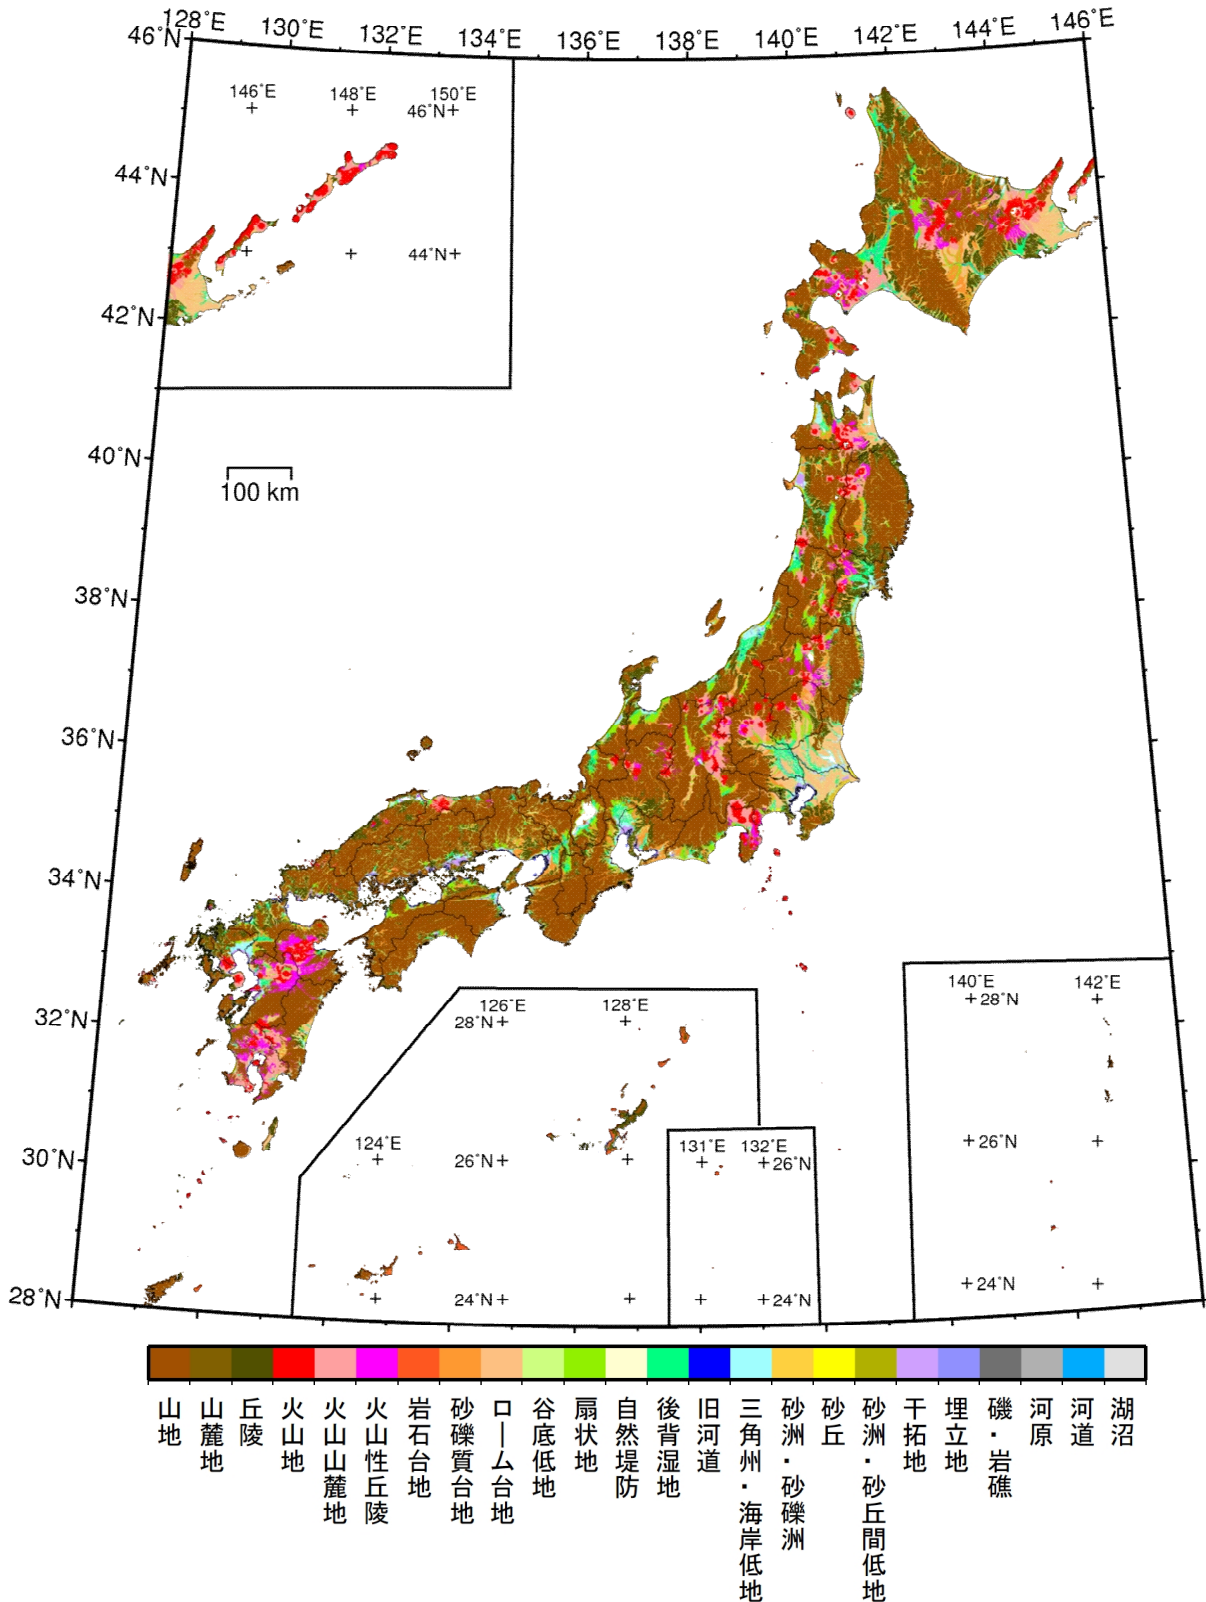 128°E
130°E
132°E
134°E
136°E
138°E
140°E
142°E
144°E
146°E
46°N
44°N
42°N
40°N
38°N
36°N
34°N
32°N
30°N
28°N
146°E
148°E
150°E
46°N
44°N
100 km
126°E
128°E
28°N
124°E
26°N
24°N
131°E
132°E
26°N
24°N
140°E
142°E
28°N
26°N
24°N
山地
山麓地
丘陵
火山地
火山山麓地
火山性丘陵
岩石台地
砂礫質台地
ローム台地
谷底低地
扇状地
自然堤防
後背湿地
旧河道
三角州・海岸低地
砂洲・砂礫洲
砂丘
砂洲・砂丘間低地
干拓地
埋立地
磯・岩礁
河原
河道
湖沼